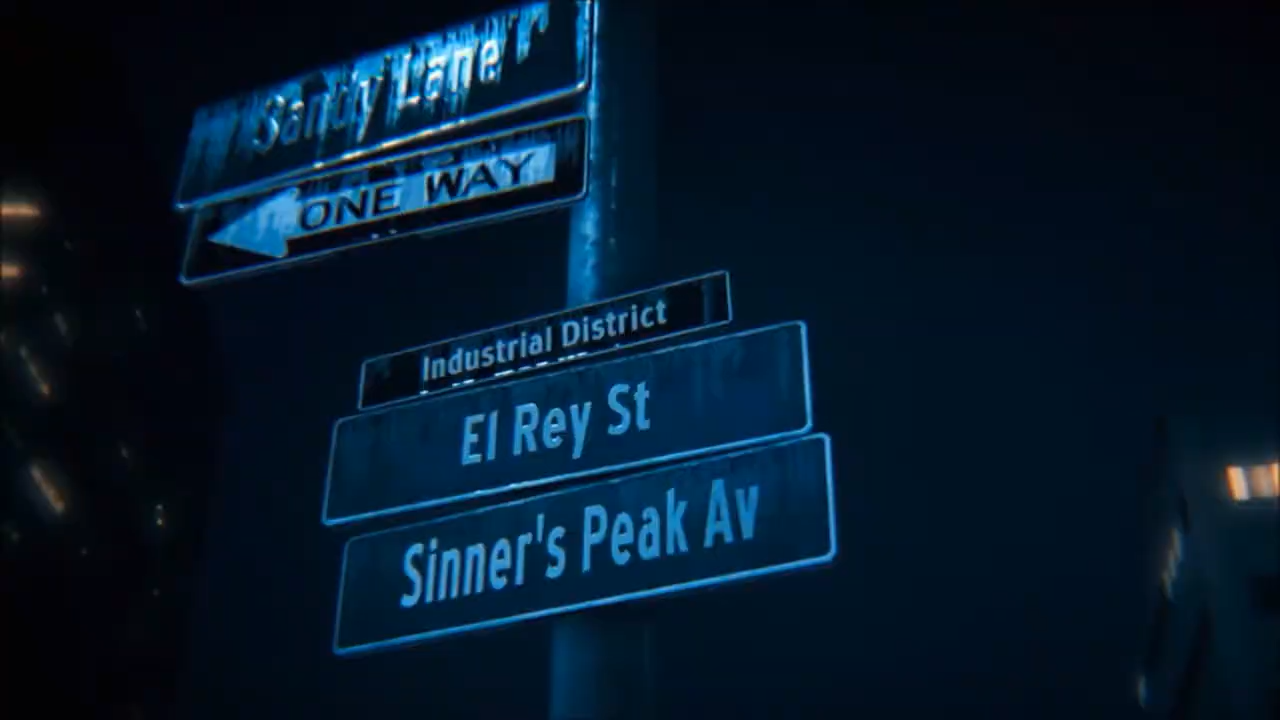 Sandy Lane
ONE WAY
Industrial District
El Rey St
Sinner's Peak Av